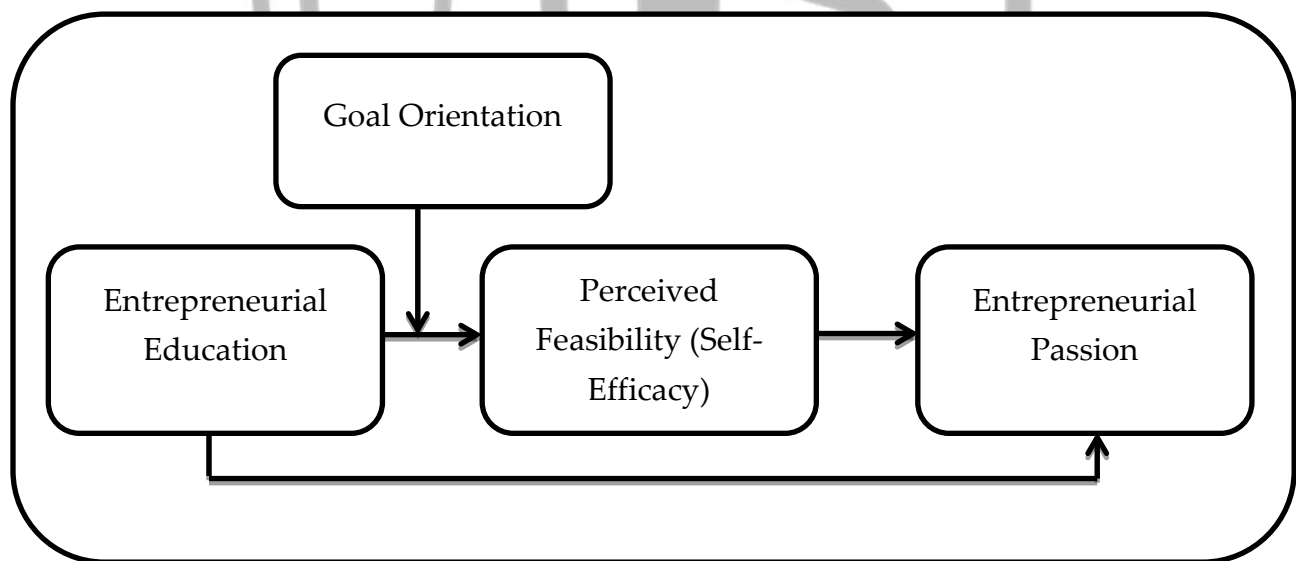 Goal Orientation
Entrepreneurial
Education
Perceived
Feasibility (Self-
Efficacy)
Entrepreneurial
Passion